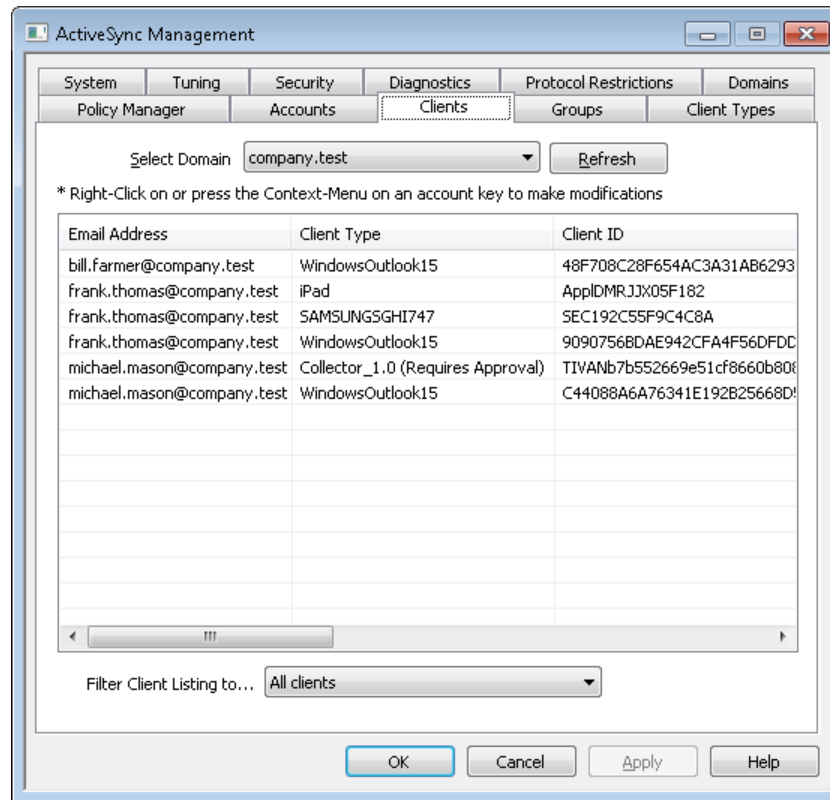 ActiveSync Management
System Tuning Security Diagnostics Protocol Restrictions Domains
Policy Manager Accounts Clients Groups Client Types
Select Domain company.test Refresh
* Right-Click on or press the Context-Menu on an account key to make modifications
Email Address Client Type Client ID
bill.farmer@company.test WindowsOutlook15 48F708C28F654AC3A31AB6293
frank.thomas@company.test iPad ApplDMRJJX05F182
frank.thomas@company.test SAMSUNGSGHI747 SEC192C55F9C4C8A
frank.thomas@company.test WindowsOutlook15 9090756BDAE942CFA4F56DFDD
michael.mason@company.test Collector_1.0 (Requires Approval) TIVANb7b552669e51cf8660b80
michael.mason@company.test WindowsOutlook15 C44088A6A76341E192B25668D
Filter Client Listing to... All clients
OK Cancel Apply Help